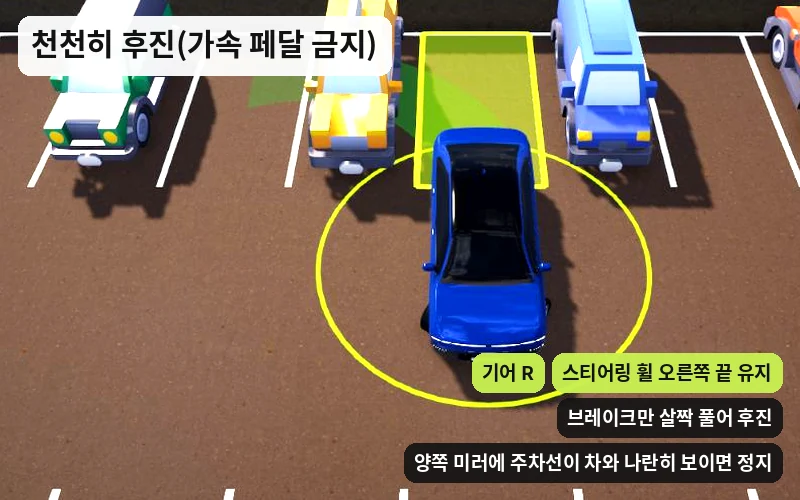 천천히 후진(가속 페달 금지)
기어 R
스티어링 휠 오른쪽 끝 유지
브레이크만 살짝 풀어 후진
양쪽 미러에 주차선이 차와 나란히 보이면 정지